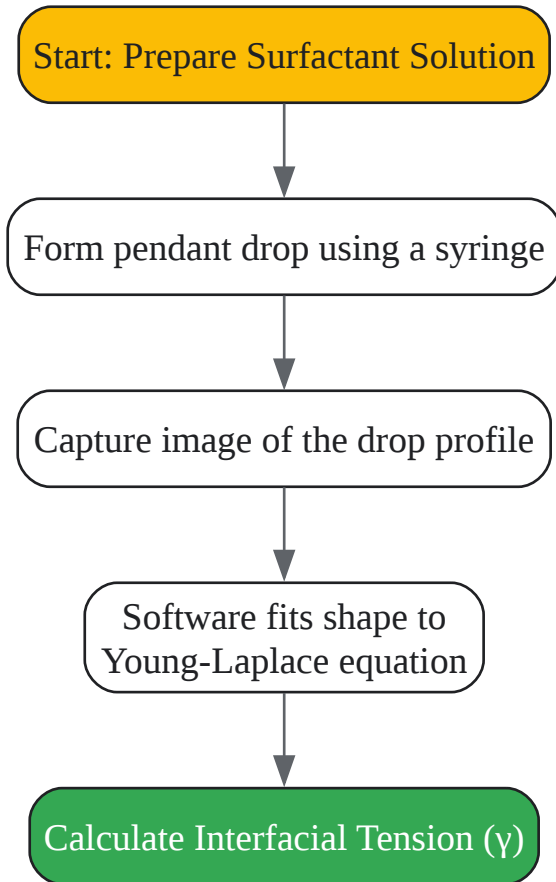 Start: Prepare Surfactant Solution
Form pendant drop using a syringe
Capture image of the drop profile
Software fits shape to
Young-Laplace equation
Calculate Interfacial Tension (γ)